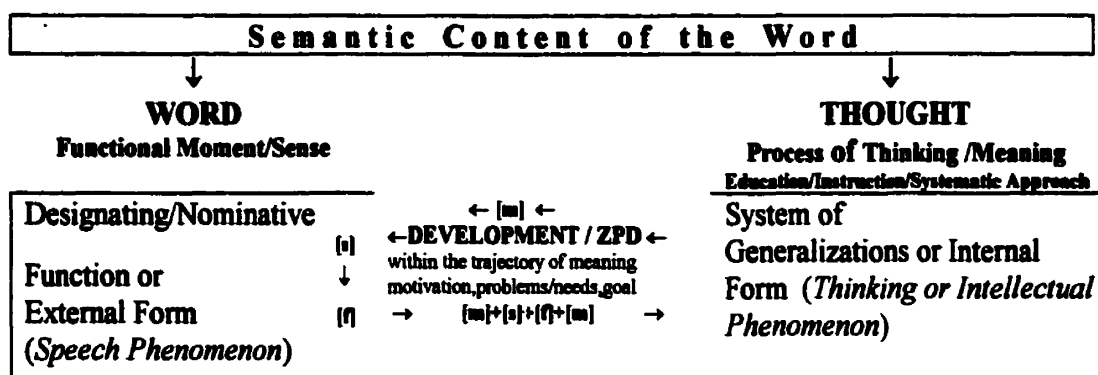 Semantic Content of the Word
↓ ↓
WORD THOUGHT
Functional Moment/Sense Process of Thinking /Meaning
Education/Instruction/Systematic Approach
Designating/Nominative ← [m] ← System of
[s] ←DEVELOPMENT / ZPD ← Generalizations or Internal
Function or ↓ within the trajectory of meaning Form (Thinking or Intellectual
motivation,problems/needs,goal
External Form [f] → [m]+[s]+[f]+[m] → Phenomenon)
(Speech Phenomenon)